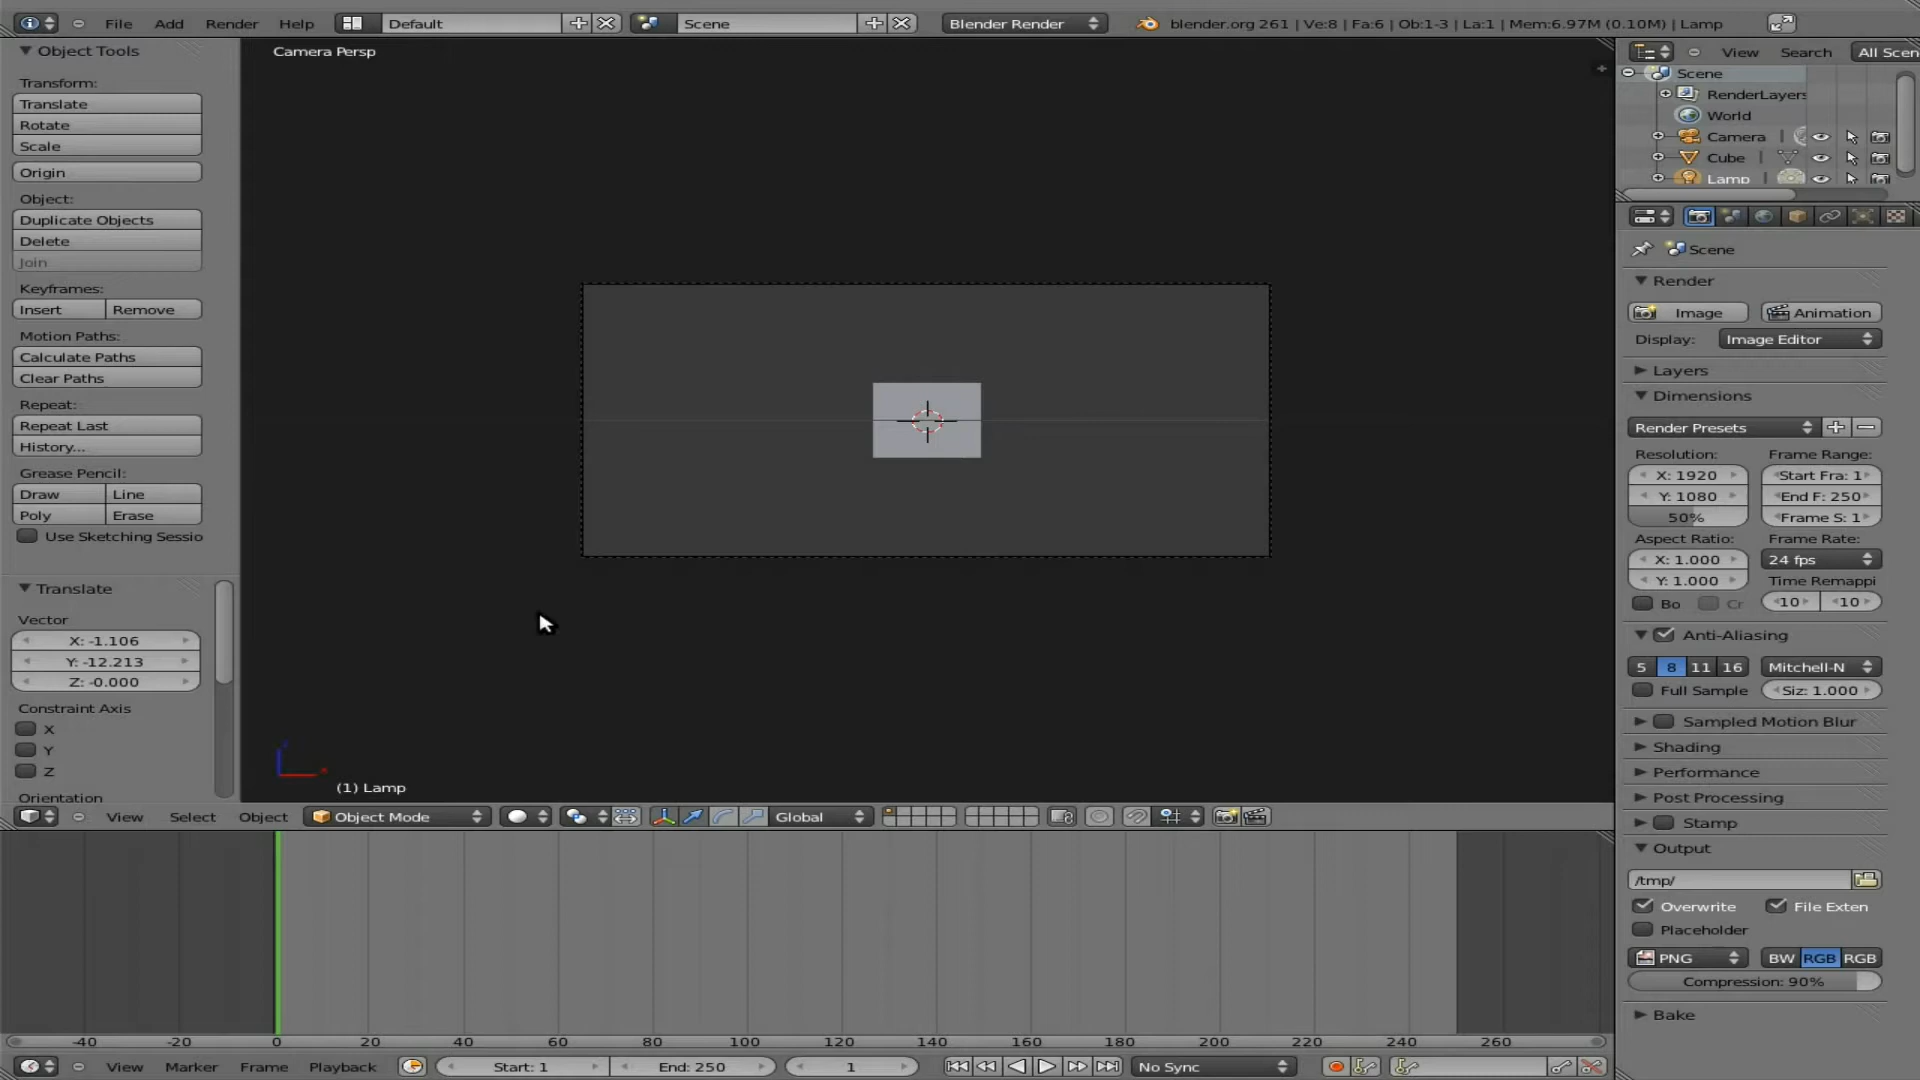 File Add Render Help Default Scene Blender Render blender.org 261 | Ve:8 | Fa:6 | Ob:1-3 | La:1 | Mem:6.97M (0.10M) | Lamp
Object Tools
Transform:
Translate
Rotate
Scale
Origin
Object:
Duplicate Objects
Delete
Join
Keyframes:
Insert Remove
Motion Paths:
Calculate Paths
Clear Paths
Repeat:
Repeat Last
History...
Grease Pencil:
Draw Line
Poly Erase
Use Sketching Sessio
Translate
Vector
X: -1.106
Y: -12.213
Z: -0.000
Constraint Axis
X
Y
Z
Orientation
Camera Persp
(1) Lamp
View Select Object Object Mode Global
View Search All Scen
Scene
RenderLayers
World
Camera
Cube
Lamp
Scene
Render
Image Animation
Display: Image Editor
Layers
Dimensions
Render Presets
Resolution: Frame Range:
X: 1920 Start Fra: 1
Y: 1080 End F: 250
50% Frame S: 1
Aspect Ratio: Frame Rate:
X: 1.000 24 fps
Y: 1.000 Time Remappi
Bo Cr 10 10
Anti-Aliasing
5 8 11 16 Mitchell-N
Full Sample Siz: 1.000
Sampled Motion Blur
Shading
Performance
Post Processing
Stamp
Output
/tmp/
Overwrite File Exten
Placeholder
PNG BW RGB RGB
Compression: 90%
Bake
-40 -20 0 20 40 60 80 100 120 140 160 180 200 220 240 260
View Marker Frame Playback Start: 1 End: 250 1 No Sync